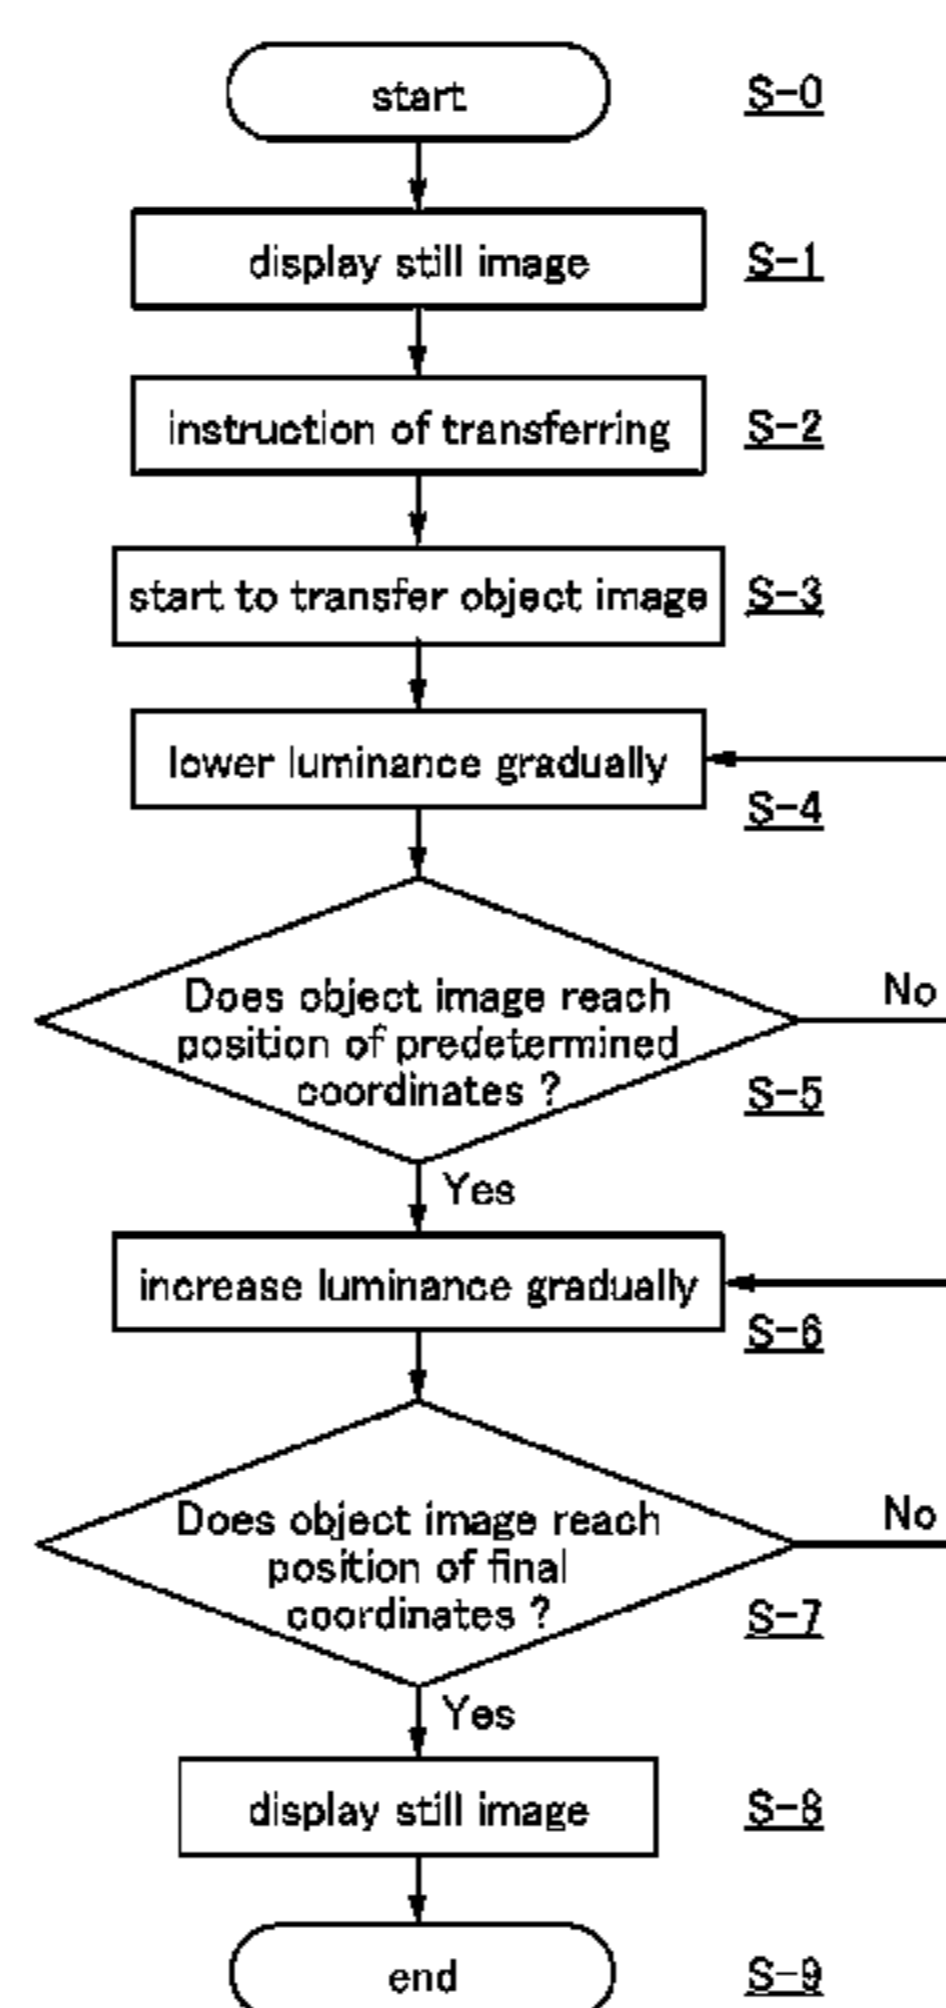 start S-0
display still image S-1
instruction of transferring S-2
start to transfer object image S-3
lower luminance gradually
S-4
Does object image reach
position of predetermined
coordinates ?
No
S-5
Yes
increase luminance gradually
S-6
Does object image reach
position of final
coordinates ?
No
S-7
Yes
display still image S-8
end S-9